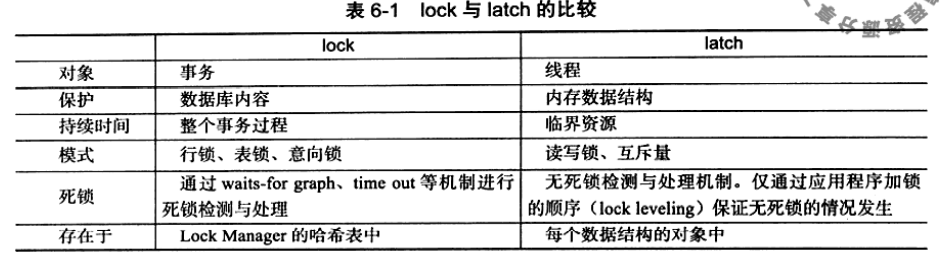 表 6-1 lock 与 latch 的比较
lock latch
对象 事务 线程
保护 数据库内容 内存数据结构
持续时间 整个事务过程 临界资源
模式 行锁、表锁、意向锁 读写锁、互斥量
死锁 通过 waits-for graph、time out 等机制进行死锁检测与处理 无死锁检测与处理机制。仅通过应用程序加锁的顺序（lock leveling）保证无死锁的情况发生
存在于 Lock Manager 的哈希表中 每个数据结构的对象中
程资源分享